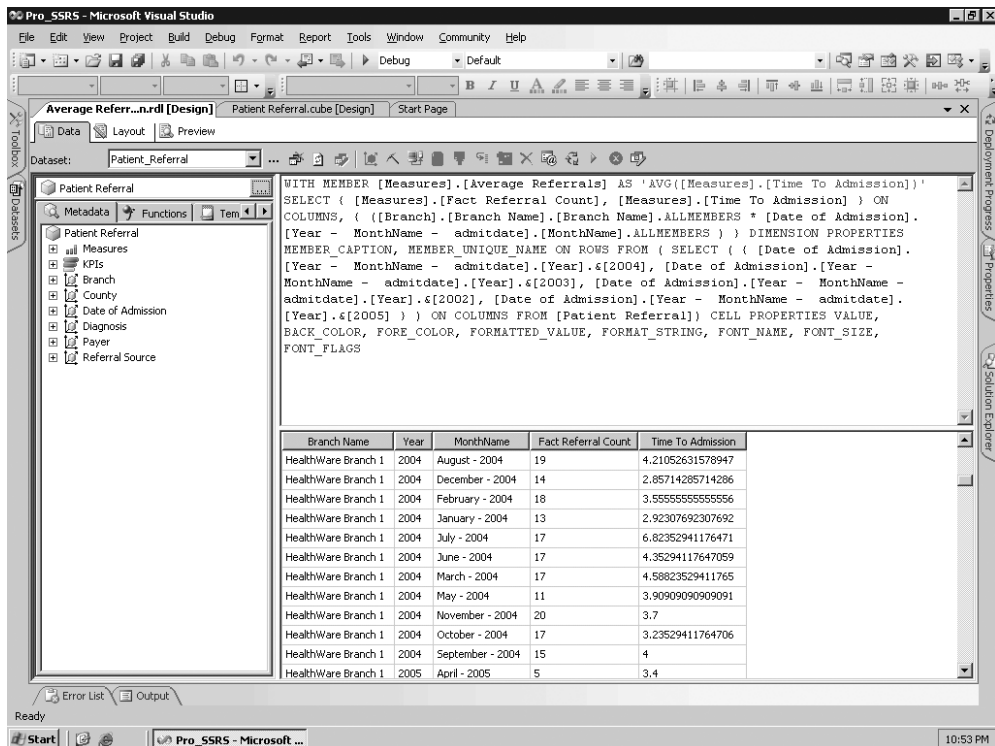 Pro_SSRS - Microsoft Visual Studio
File Edit View Project Build Debug Format Report Tools Window Community Help
Debug Default
B I U A
Average Referr...n.rdl [Design] Patient Referral.cube [Design] Start Page
Data Layout Preview
Dataset: Patient_Referral ...
Toolbox
Datasets
Patient Referral ...
Metadata Functions Tem
Patient Referral
Measures
KPIs
Branch
County
Date of Admission
Diagnosis
Payer
Referral Source
WITH MEMBER [Measures].[Average Referrals] AS 'AVG([Measures].[Time To Admission])'
SELECT { [Measures].[Fact Referral Count], [Measures].[Time To Admission] } ON
COLUMNS, { ([Branch].[Branch Name].[Branch Name].ALLMEMBERS * [Date of Admission].
[Year - MonthName - admitdate].[MonthName].ALLMEMBERS ) } DIMENSION PROPERTIES
MEMBER_CAPTION, MEMBER_UNIQUE_NAME ON ROWS FROM ( SELECT ( { [Date of Admission].
[Year - MonthName - admitdate].[Year].&[2004], [Date of Admission].[Year -
MonthName - admitdate].[Year].&[2003], [Date of Admission].[Year - MonthName -
admitdate].[Year].&[2002], [Date of Admission].[Year - MonthName - admitdate].
[Year].&[2005] } ) ON COLUMNS FROM [Patient Referral]) CELL PROPERTIES VALUE,
BACK_COLOR, FORE_COLOR, FORMATTED_VALUE, FORMAT_STRING, FONT_NAME, FONT_SIZE,
FONT_FLAGS
Branch Name Year MonthName Fact Referral Count Time To Admission
HealthWare Branch 1 2004 August - 2004 19 4.21052631578947
HealthWare Branch 1 2004 December - 2004 14 2.85714285714286
HealthWare Branch 1 2004 February - 2004 18 3.55555555555556
HealthWare Branch 1 2004 January - 2004 13 2.92307692307692
HealthWare Branch 1 2004 July - 2004 17 6.82352941176471
HealthWare Branch 1 2004 June - 2004 17 4.35294117647059
HealthWare Branch 1 2004 March - 2004 17 4.58823529411765
HealthWare Branch 1 2004 May - 2004 11 3.90909090909091
HealthWare Branch 1 2004 November - 2004 20 3.7
HealthWare Branch 1 2004 October - 2004 17 3.23529411764706
HealthWare Branch 1 2004 September - 2004 15 4
HealthWare Branch 1 2005 April - 2005 5 3.4
Deployment Progress
Properties
Solution Explorer
Error List Output
Ready
Start Pro_SSRS - Microsoft ... 10:53 PM